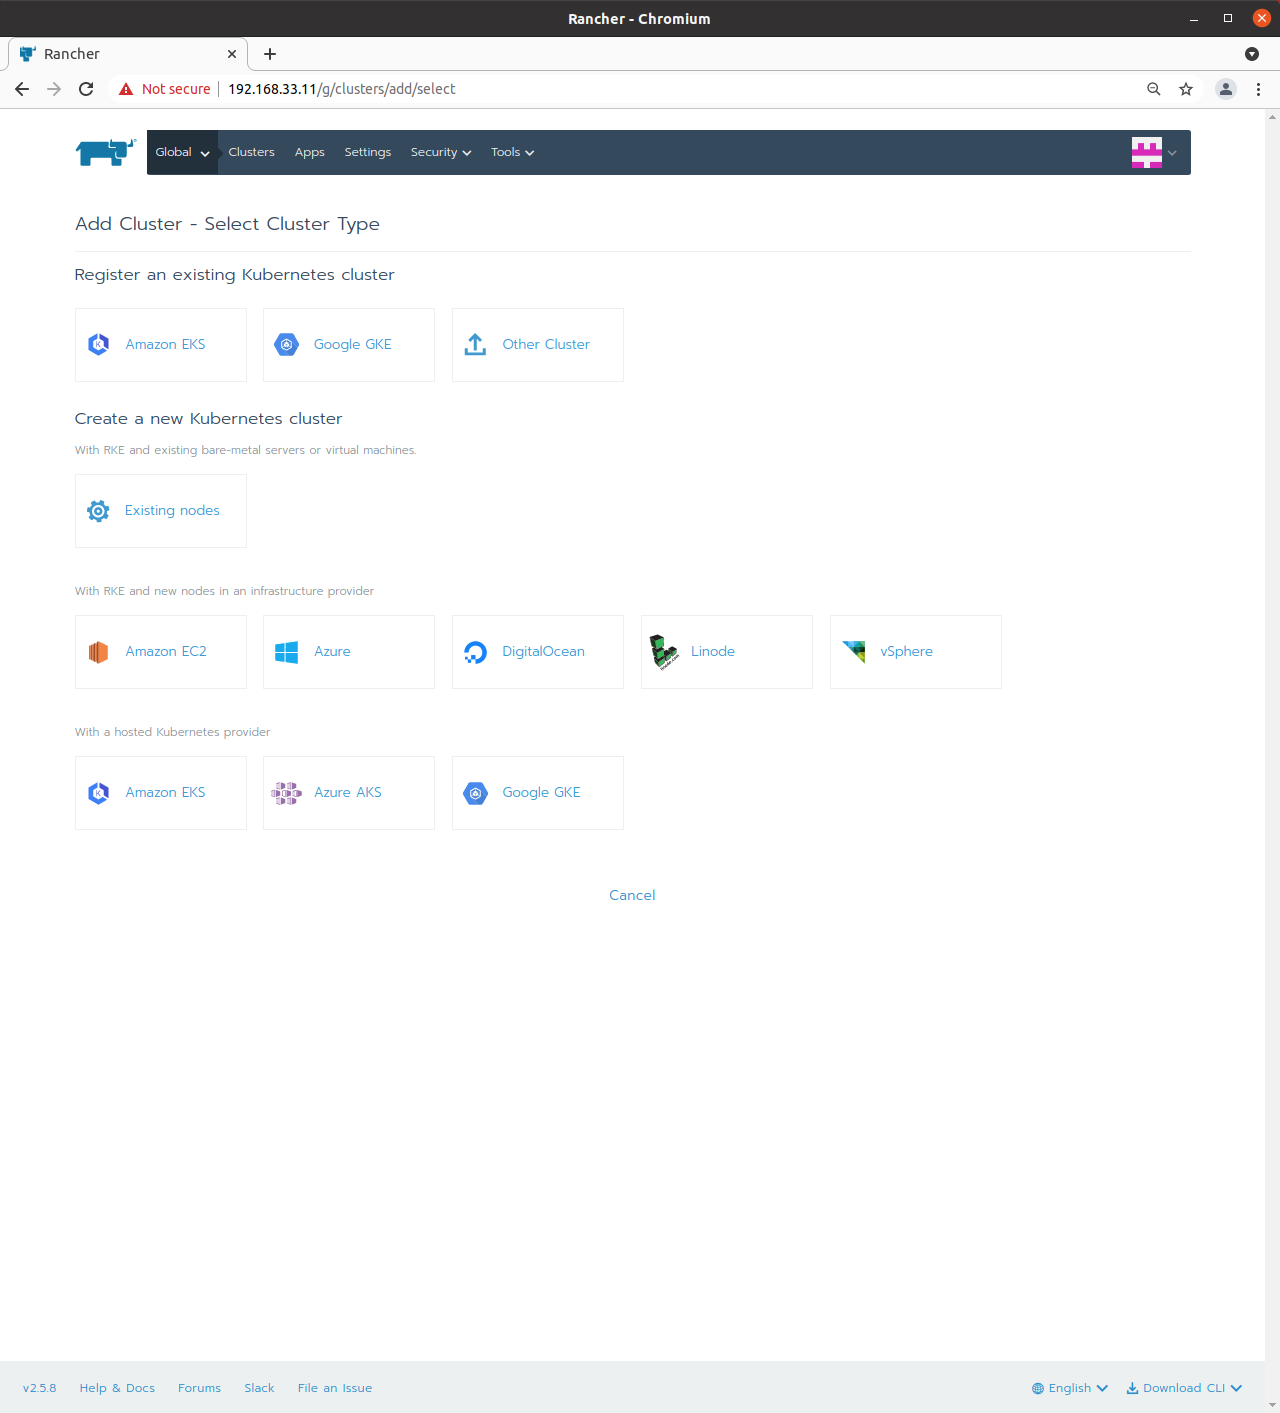 Rancher - Chromium
Rancher
Not secure 192.168.33.11/g/clusters/add/select
Global Clusters Apps Settings Security Tools
Add Cluster - Select Cluster Type
Register an existing Kubernetes cluster
Amazon EKS Google GKE Other Cluster
Create a new Kubernetes cluster
With RKE and existing bare-metal servers or virtual machines.
Existing nodes
With RKE and new nodes in an infrastructure provider
Amazon EC2 Azure DigitalOcean Linode vSphere
With a hosted Kubernetes provider
Amazon EKS Azure AKS Google GKE
Cancel
v2.5.8 Help & Docs Forums Slack File an Issue English Download CLI